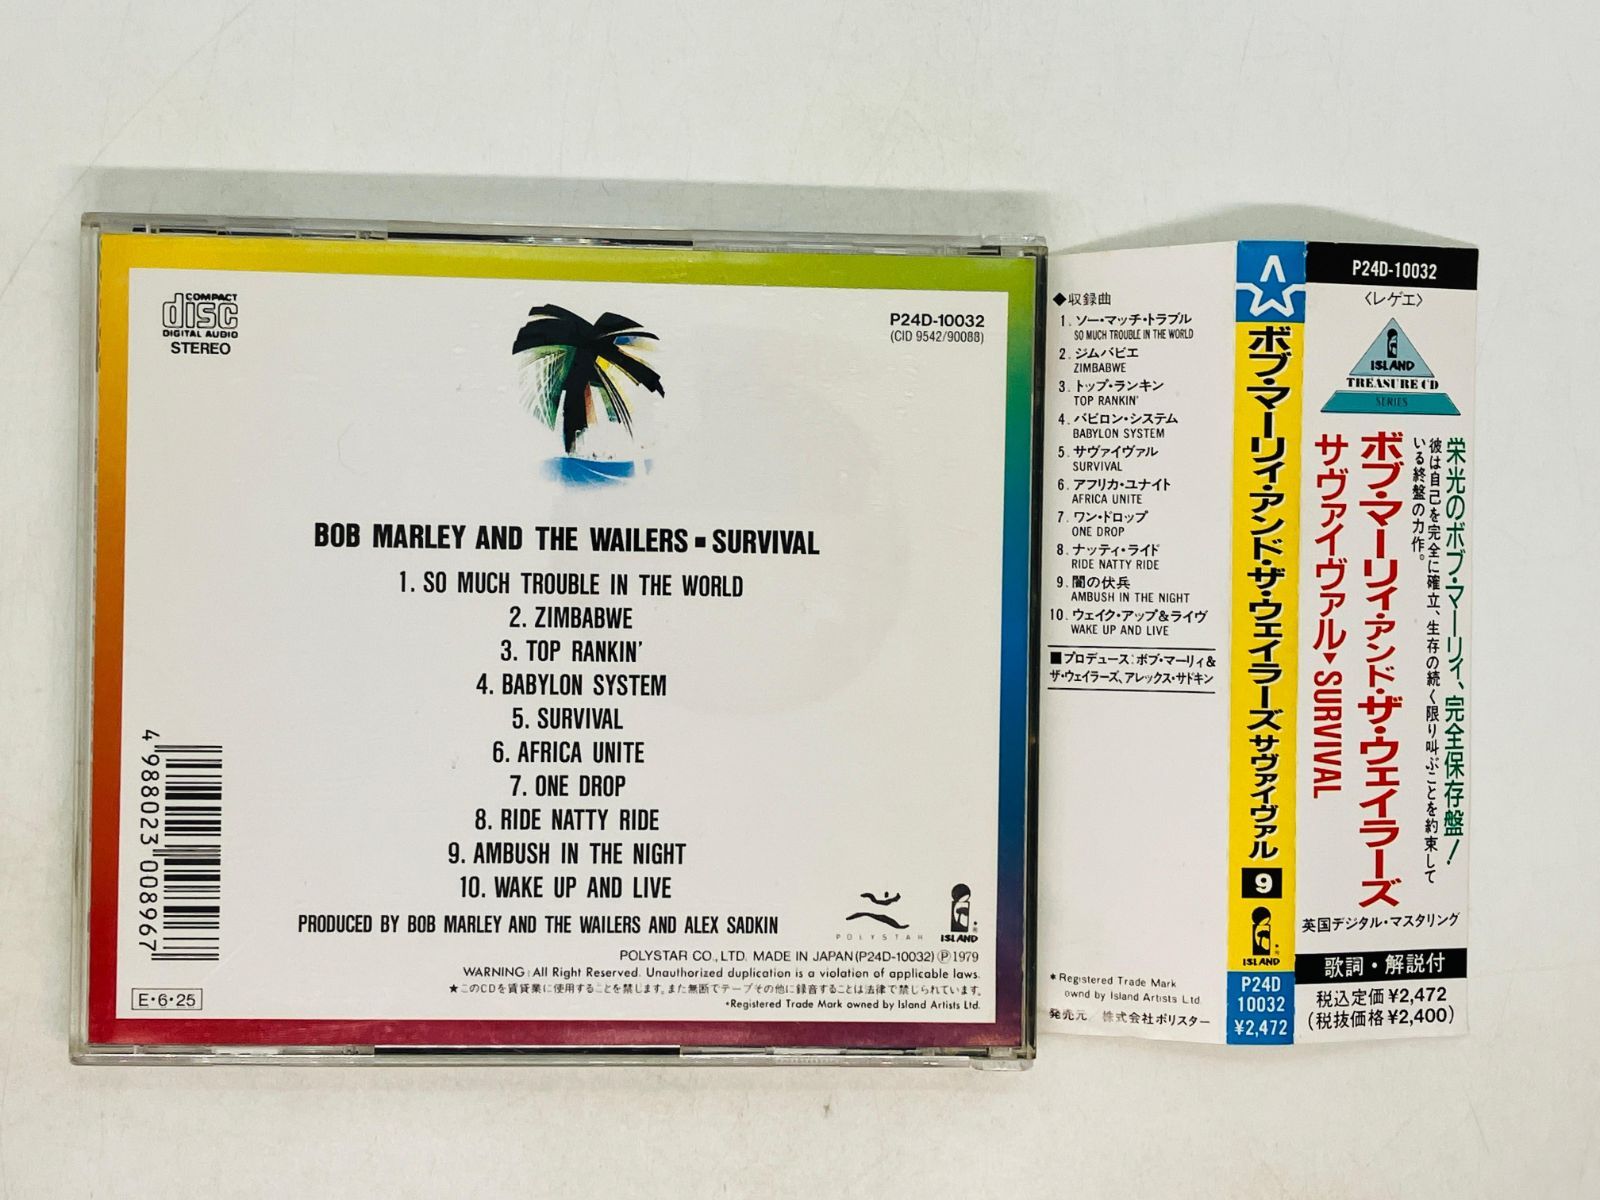 COMPACT
disc
DIGITAL AUDIO
STEREO
P24D-10032
(CID 9542/90088)
BOB MARLEY AND THE WAILERS ▪ SURVIVAL
1. SO MUCH TROUBLE IN THE WORLD
2. ZIMBABWE
3. TOP RANKIN'
4. BABYLON SYSTEM
5. SURVIVAL
6. AFRICA UNITE
7. ONE DROP
8. RIDE NATTY RIDE
9. AMBUSH IN THE NIGHT
10. WAKE UP AND LIVE
PRODUCED BY BOB MARLEY AND THE WAILERS AND ALEX SADKIN
POLYSTAR
ISLAND
POLYSTAR CO., LTD. MADE IN JAPAN (P24D-10032) Ⓟ 1979
WARNING: All Right Reserved. Unauthorized duplication is a violation of applicable laws.
★このCDを賃貸業に使用することを禁じます。また無断でテープその他に録音することは法律で禁じられています。
*Registered Trade Mark owned by Island Artists Ltd.
E・6・25
4 988023 008967
◆収録曲
1. ソー・マッチ・トラブル
SO MUCH TROUBLE IN THE WORLD
2. ジムバビエ
ZIMBABWE
3. トップ・ランキン
TOP RANKIN'
4. バビロン・システム
BABYLON SYSTEM
5. サヴァイヴァル
SURVIVAL
6. アフリカ・ユナイト
AFRICA UNITE
7. ワン・ドロップ
ONE DROP
8. ナッティ・ライド
RIDE NATTY RIDE
9. 闇の伏兵
AMBUSH IN THE NIGHT
10. ウェイク・アップ&ライヴ
WAKE UP AND LIVE
■プロデュース:ボブ・マーリィ&
ザ・ウェイラーズ、アレックス・サドキン
*Registered Trade Mark
ownd by Island Artists Ltd.
発売元/株式会社ポリスター
ボブ・マーリィ・アンド・ザ・ウェイラーズ サヴァイヴァル
9
ISLAND
P24D
10032
¥2,472
P24D-10032
〈レゲエ〉
ISLAND
TREASURE CD
SERIES
栄光のボブ・マーリィ、完全保存盤!
彼は自己を完全に確立、生存の続く限り叫ぶことを約束して
いる終盤の力作。
ボブ・マーリィ・アンド・ザ・ウェイラーズ
サヴァイヴァル▼SURVIVAL
英国デジタル・マスタリング
歌詞・解説付
税込定価¥2,472
(税抜価格¥2,400)